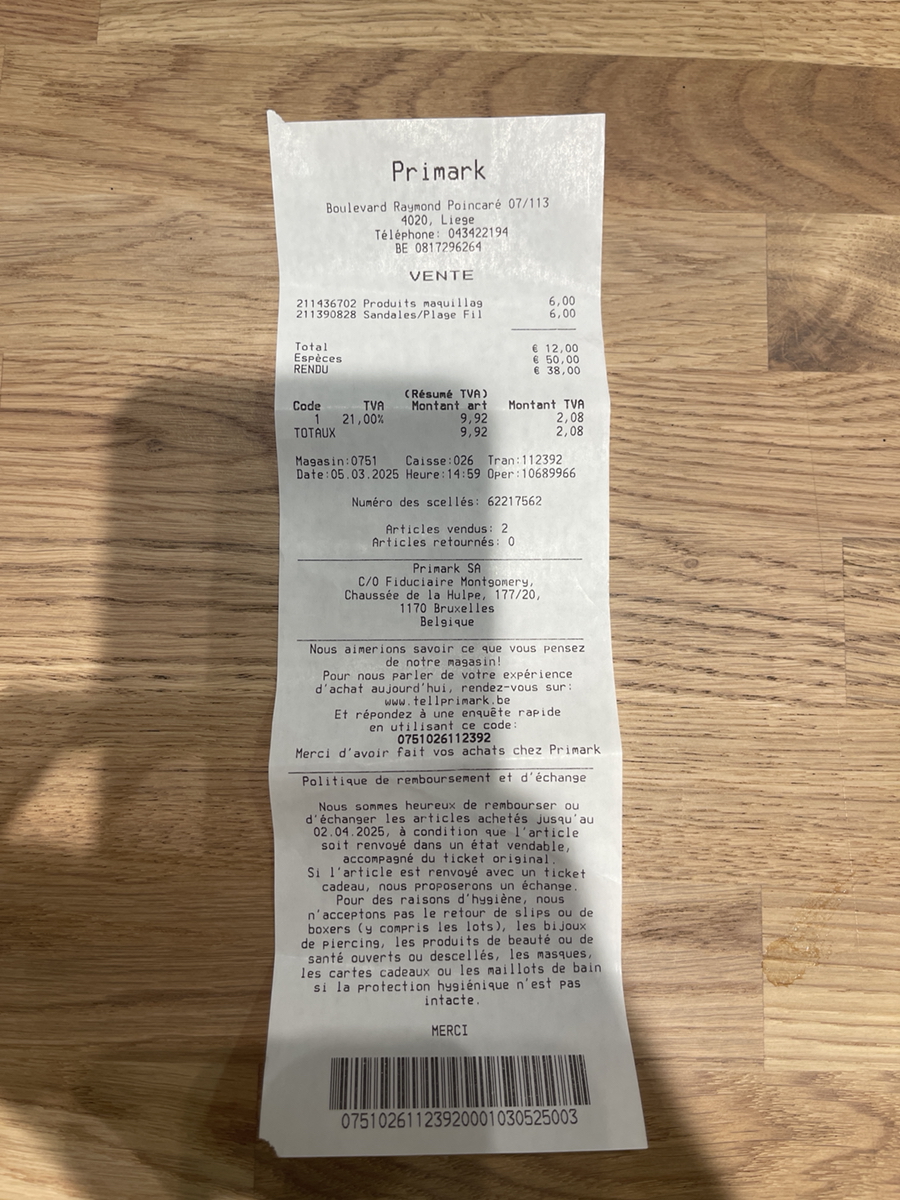 Primark
Boulevard Raymond Poincaré 07/113
4020, Liege
Téléphone: 043422194
BE 0817296264
VENTE
211436702 Produits maquillag 6,00
211390828 Sandales/Plage Fil 6,00
Total € 12,00
Espèces € 50,00
RENDU € 38,00
(Résumé TVA)
Code TVA Montant art Montant TVA
1 21,00% 9,92 2,08
TOTAUX 9,92 2,08
Magasin:0751 Caisse:026 Tran:112392
Date:05.03.2025 Heure:14:59 Oper:10689966
Numéro des scellés: 62217562
Articles vendus: 2
Articles retournés: 0
Primark SA
C/O Fiduciaire Montgomery,
Chaussée de la Hulpe, 177/20,
1170 Bruxelles
Belgique
Nous aimerions savoir ce que vous pensez
de notre magasin!
Pour nous parler de votre expérience
d'achat aujourd'hui, rendez-vous sur:
www.tellprimark.be
Et répondez à une enquête rapide
en utilisant ce code:
0751026112392
Merci d'avoir fait vos achats chez Primark
Politique de remboursement et d'échange
Nous sommes heureux de rembourser ou
d'échanger les articles achetés jusqu'au
02.04.2025, à condition que l'article
soit renvoyé dans un état vendable,
accompagné du ticket original.
Si l'article est renvoyé avec un ticket
cadeau, nous proposerons un échange.
Pour des raisons d'hygiène, nous
n'acceptons pas le retour de slips ou de
boxers (y compris les lots), les bijoux
de piercing, les produits de beauté ou de
santé ouverts ou descellés, les masques,
les cartes cadeaux ou les maillots de bain
si la protection hygiénique n'est pas
intacte.
MERCI
07510261123920001030525003